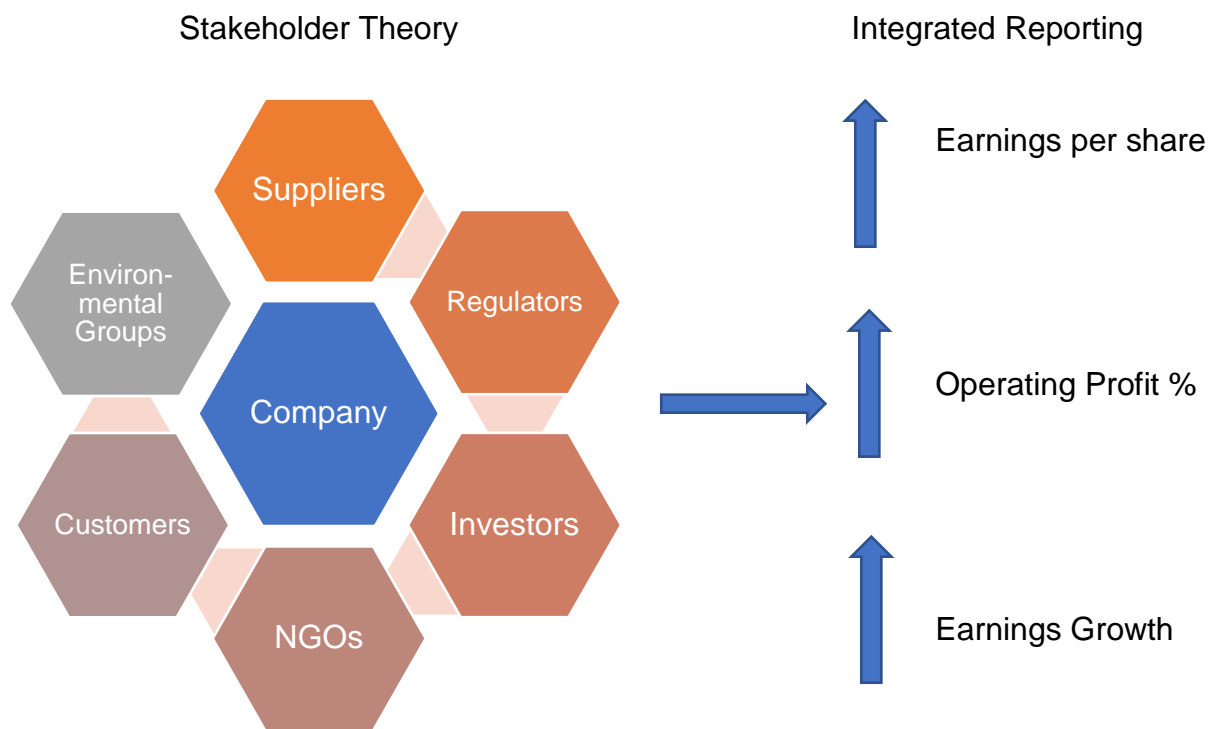 Stakeholder Theory
Integrated Reporting
Suppliers
Environ-
mental
Groups
Regulators
Company
Customers
Investors
NGOs
Earnings per share
Operating Profit %
Earnings Growth